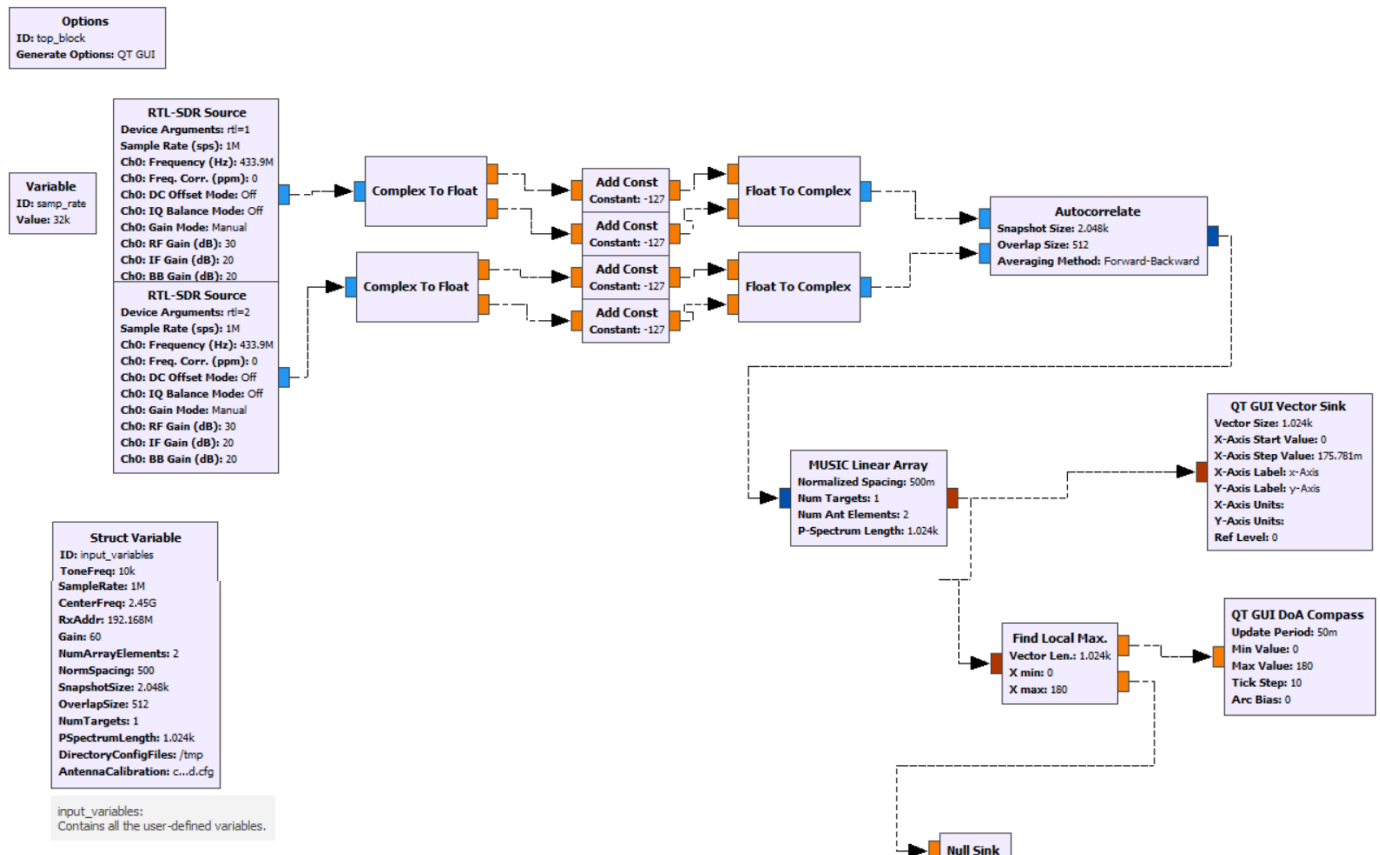 Options
ID: top_block
Generate Options: QT GUI
Variable
ID: samp_rate
Value: 32k
RTL-SDR Source
Device Arguments: rtl=1
Sample Rate (sps): 1M
Ch0: Frequency (Hz): 433.9M
Ch0: Freq. Corr. (ppm): 0
Ch0: DC Offset Mode: Off
Ch0: IQ Balance Mode: Off
Ch0: Gain Mode: Manual
Ch0: RF Gain (dB): 30
Ch0: IF Gain (dB): 20
Ch0: BB Gain (dB): 20
RTL-SDR Source
Device Arguments: rtl=2
Sample Rate (sps): 1M
Ch0: Frequency (Hz): 433.9M
Ch0: Freq. Corr. (ppm): 0
Ch0: DC Offset Mode: Off
Ch0: IQ Balance Mode: Off
Ch0: Gain Mode: Manual
Ch0: RF Gain (dB): 30
Ch0: IF Gain (dB): 20
Ch0: BB Gain (dB): 20
Complex To Float
Complex To Float
Add Const
Constant: -127
Add Const
Constant: -127
Add Const
Constant: -127
Add Const
Constant: -127
Float To Complex
Float To Complex
Autocorrelate
Snapshot Size: 2.048k
Overlap Size: 512
Averaging Method: Forward-Backward
MUSIC Linear Array
Normalized Spacing: 500m
Num Targets: 1
Num Ant Elements: 2
P-Spectrum Length: 1.024k
QT GUI Vector Sink
Vector Size: 1.024k
X-Axis Start Value: 0
X-Axis Step Value: 175.781m
X-Axis Label: x-Axis
Y-Axis Label: y-Axis
X-Axis Units:
Y-Axis Units:
Ref Level: 0
Struct Variable
ID: input_variables
ToneFreq: 10k
SampleRate: 1M
CenterFreq: 2.45G
RxAddr: 192.168M
Gain: 60
NumArrayElements: 2
NormSpacing: 500
SnapshotSize: 2.048k
OverlapSize: 512
NumTargets: 1
PSpectrumLength: 1.024k
DirectoryConfigFiles: /tmp
AntennaCalibration: c...d.cfg
input_variables:
Contains all the user-defined variables.
Find Local Max.
Vector Len.: 1.024k
X min: 0
X max: 180
QT GUI DoA Compass
Update Period: 50m
Min Value: 0
Max Value: 180
Tick Step: 10
Arc Bias: 0
Null Sink